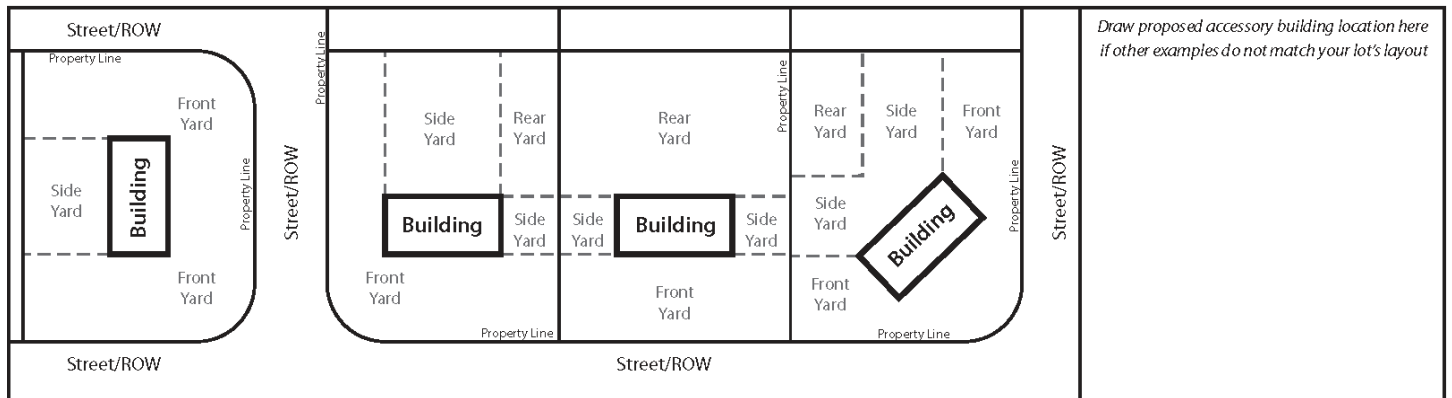 Street/ROW
Property Line
Front
Yard
Side
Yard
Building
Property Line
Front
Yard
Street/ROW
Street/ROW
Property Line
Side
Yard
Rear
Yard
Building
Side
Yard
Front
Yard
Property Line
Rear
Yard
Side
Yard
Building
Side
Yard
Front
Yard
Street/ROW
Property Line
Rear
Yard
Side
Yard
Front
Yard
Side
Yard
Building
Front
Yard
Property Line
Property Line
Street/ROW
Draw proposed accessory building location here
if other examples do not match your lot's layout